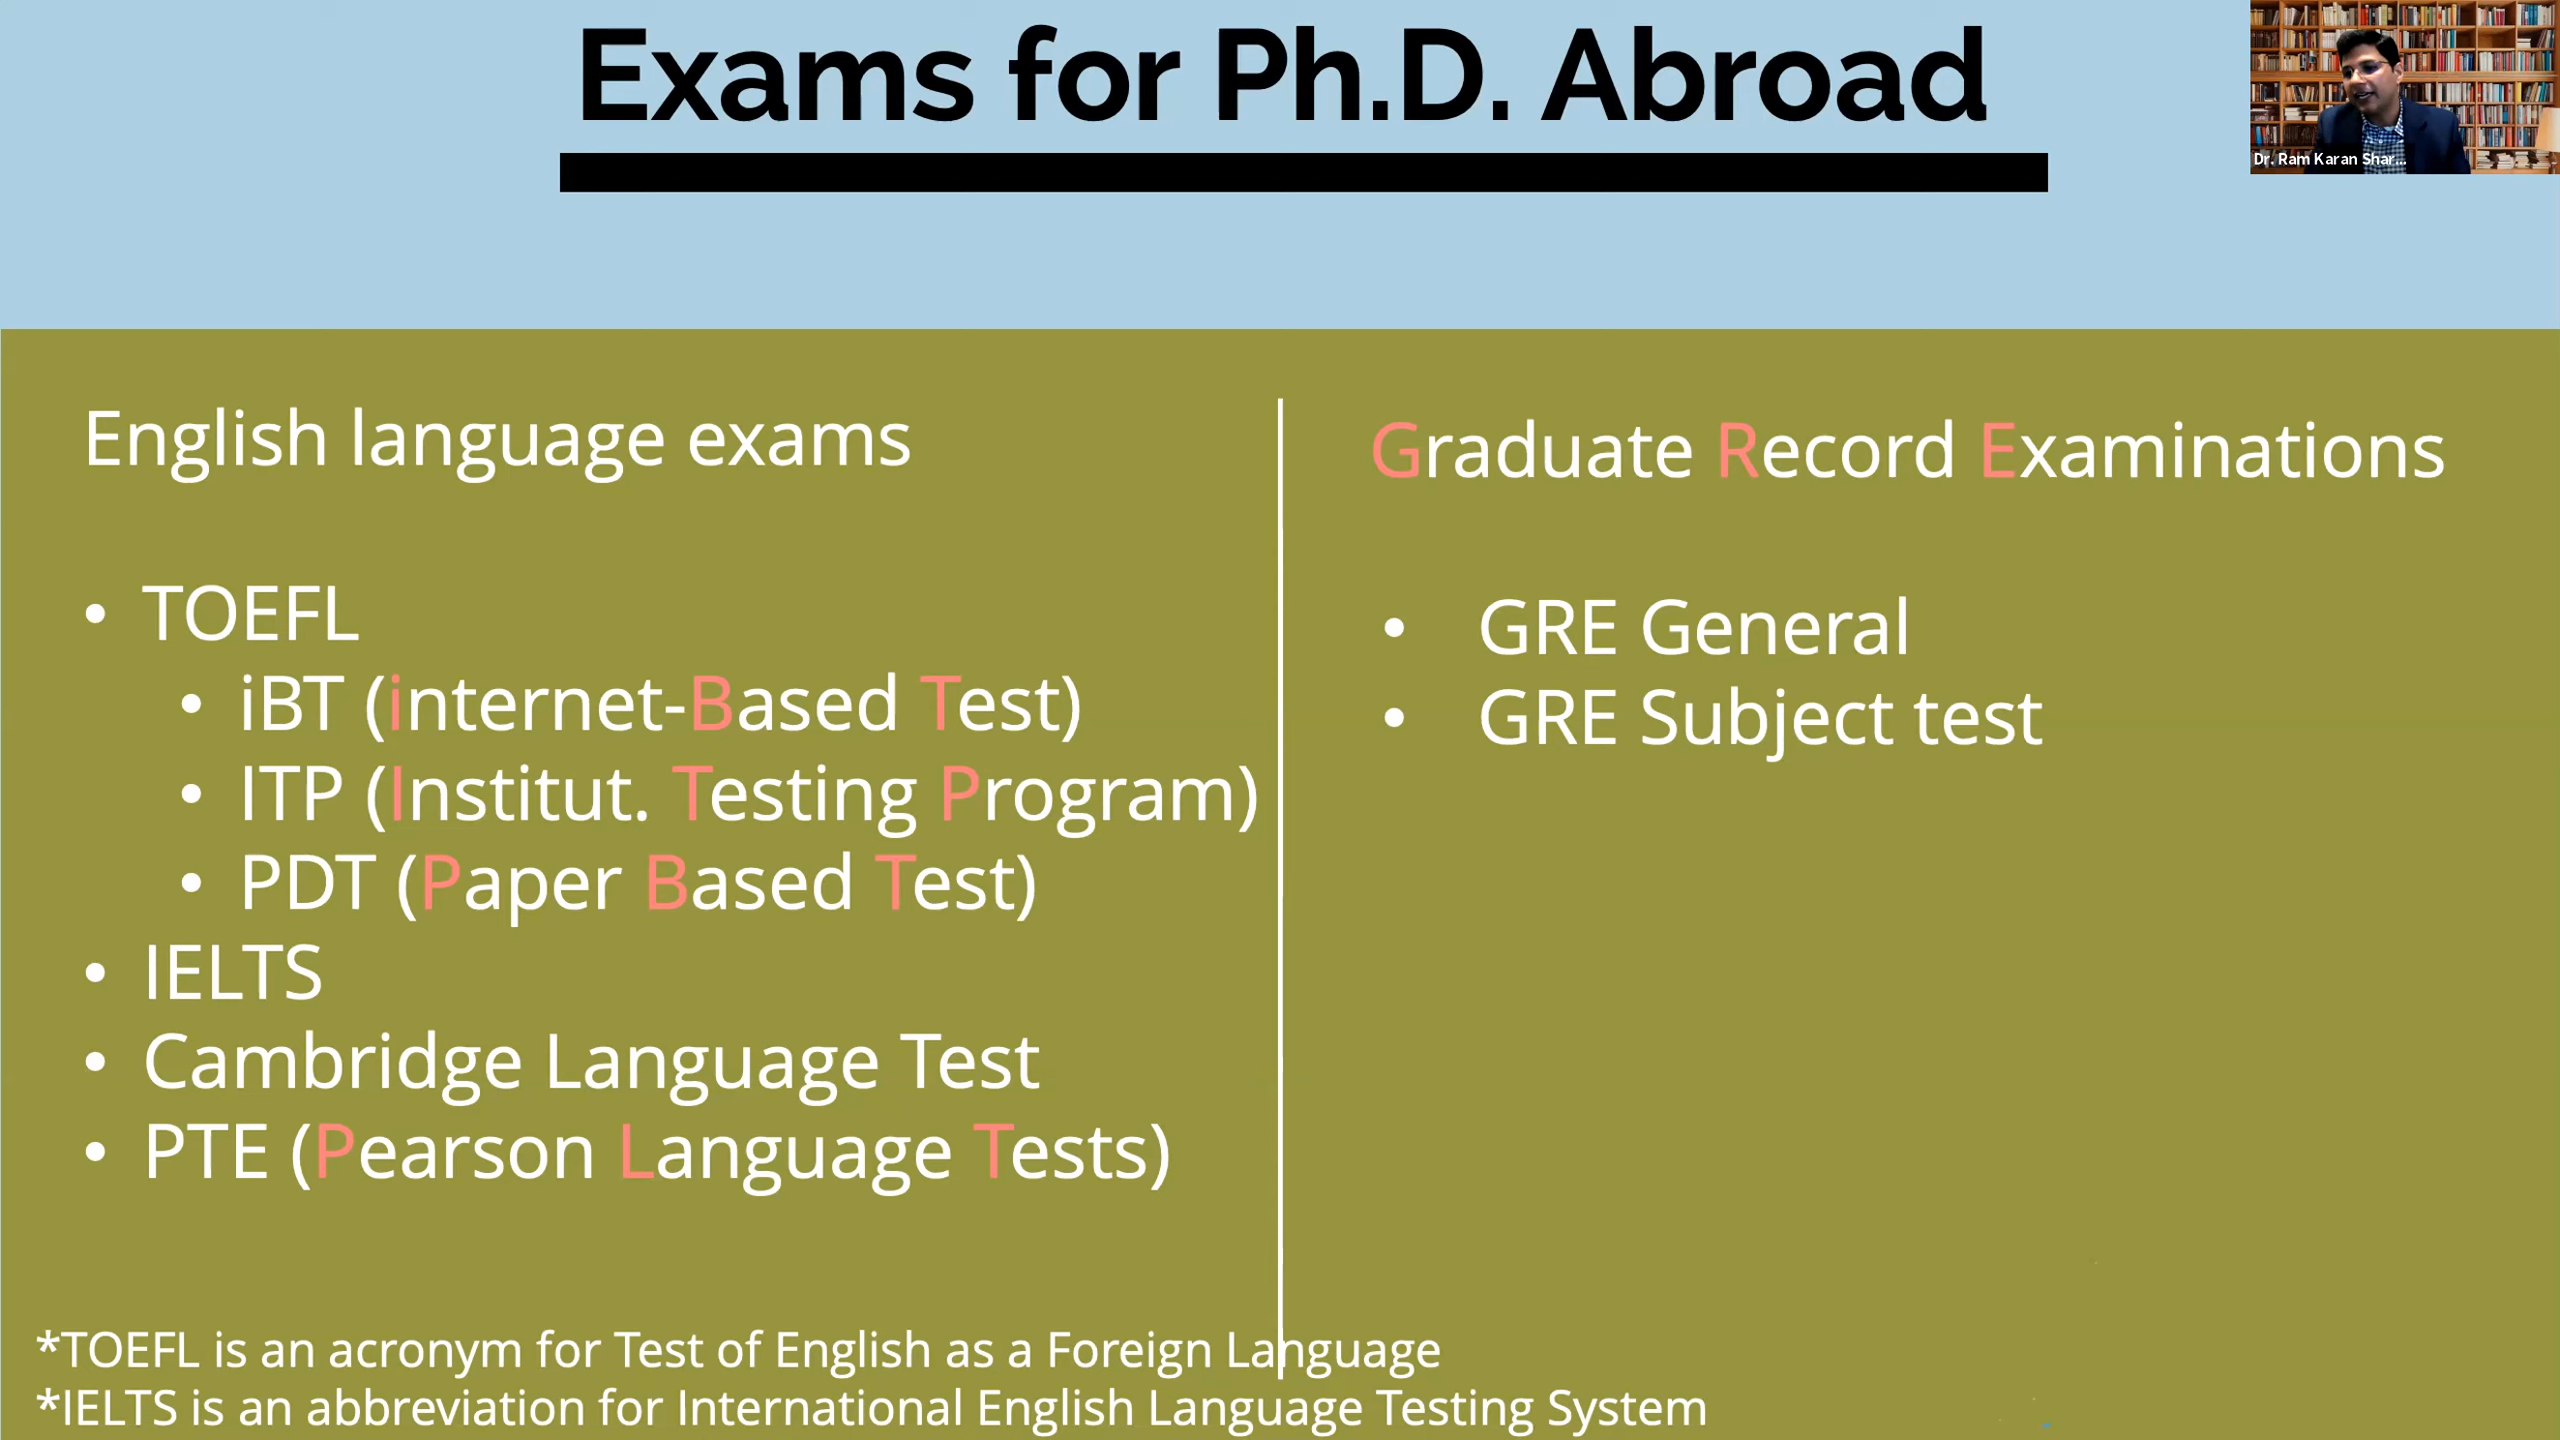 Exams for Ph.D. Abroad
Dr. Ram Karan Shar...
English language exams
• TOEFL
• iBT (internet-Based Test)
• ITP (Institut. Testing Program)
• PDT (Paper Based Test)
• IELTS
• Cambridge Language Test
• PTE (Pearson Language Tests)
Graduate Record Examinations
• GRE General
• GRE Subject test
*TOEFL is an acronym for Test of English as a Foreign Language
*IELTS is an abbreviation for International English Language Testing System